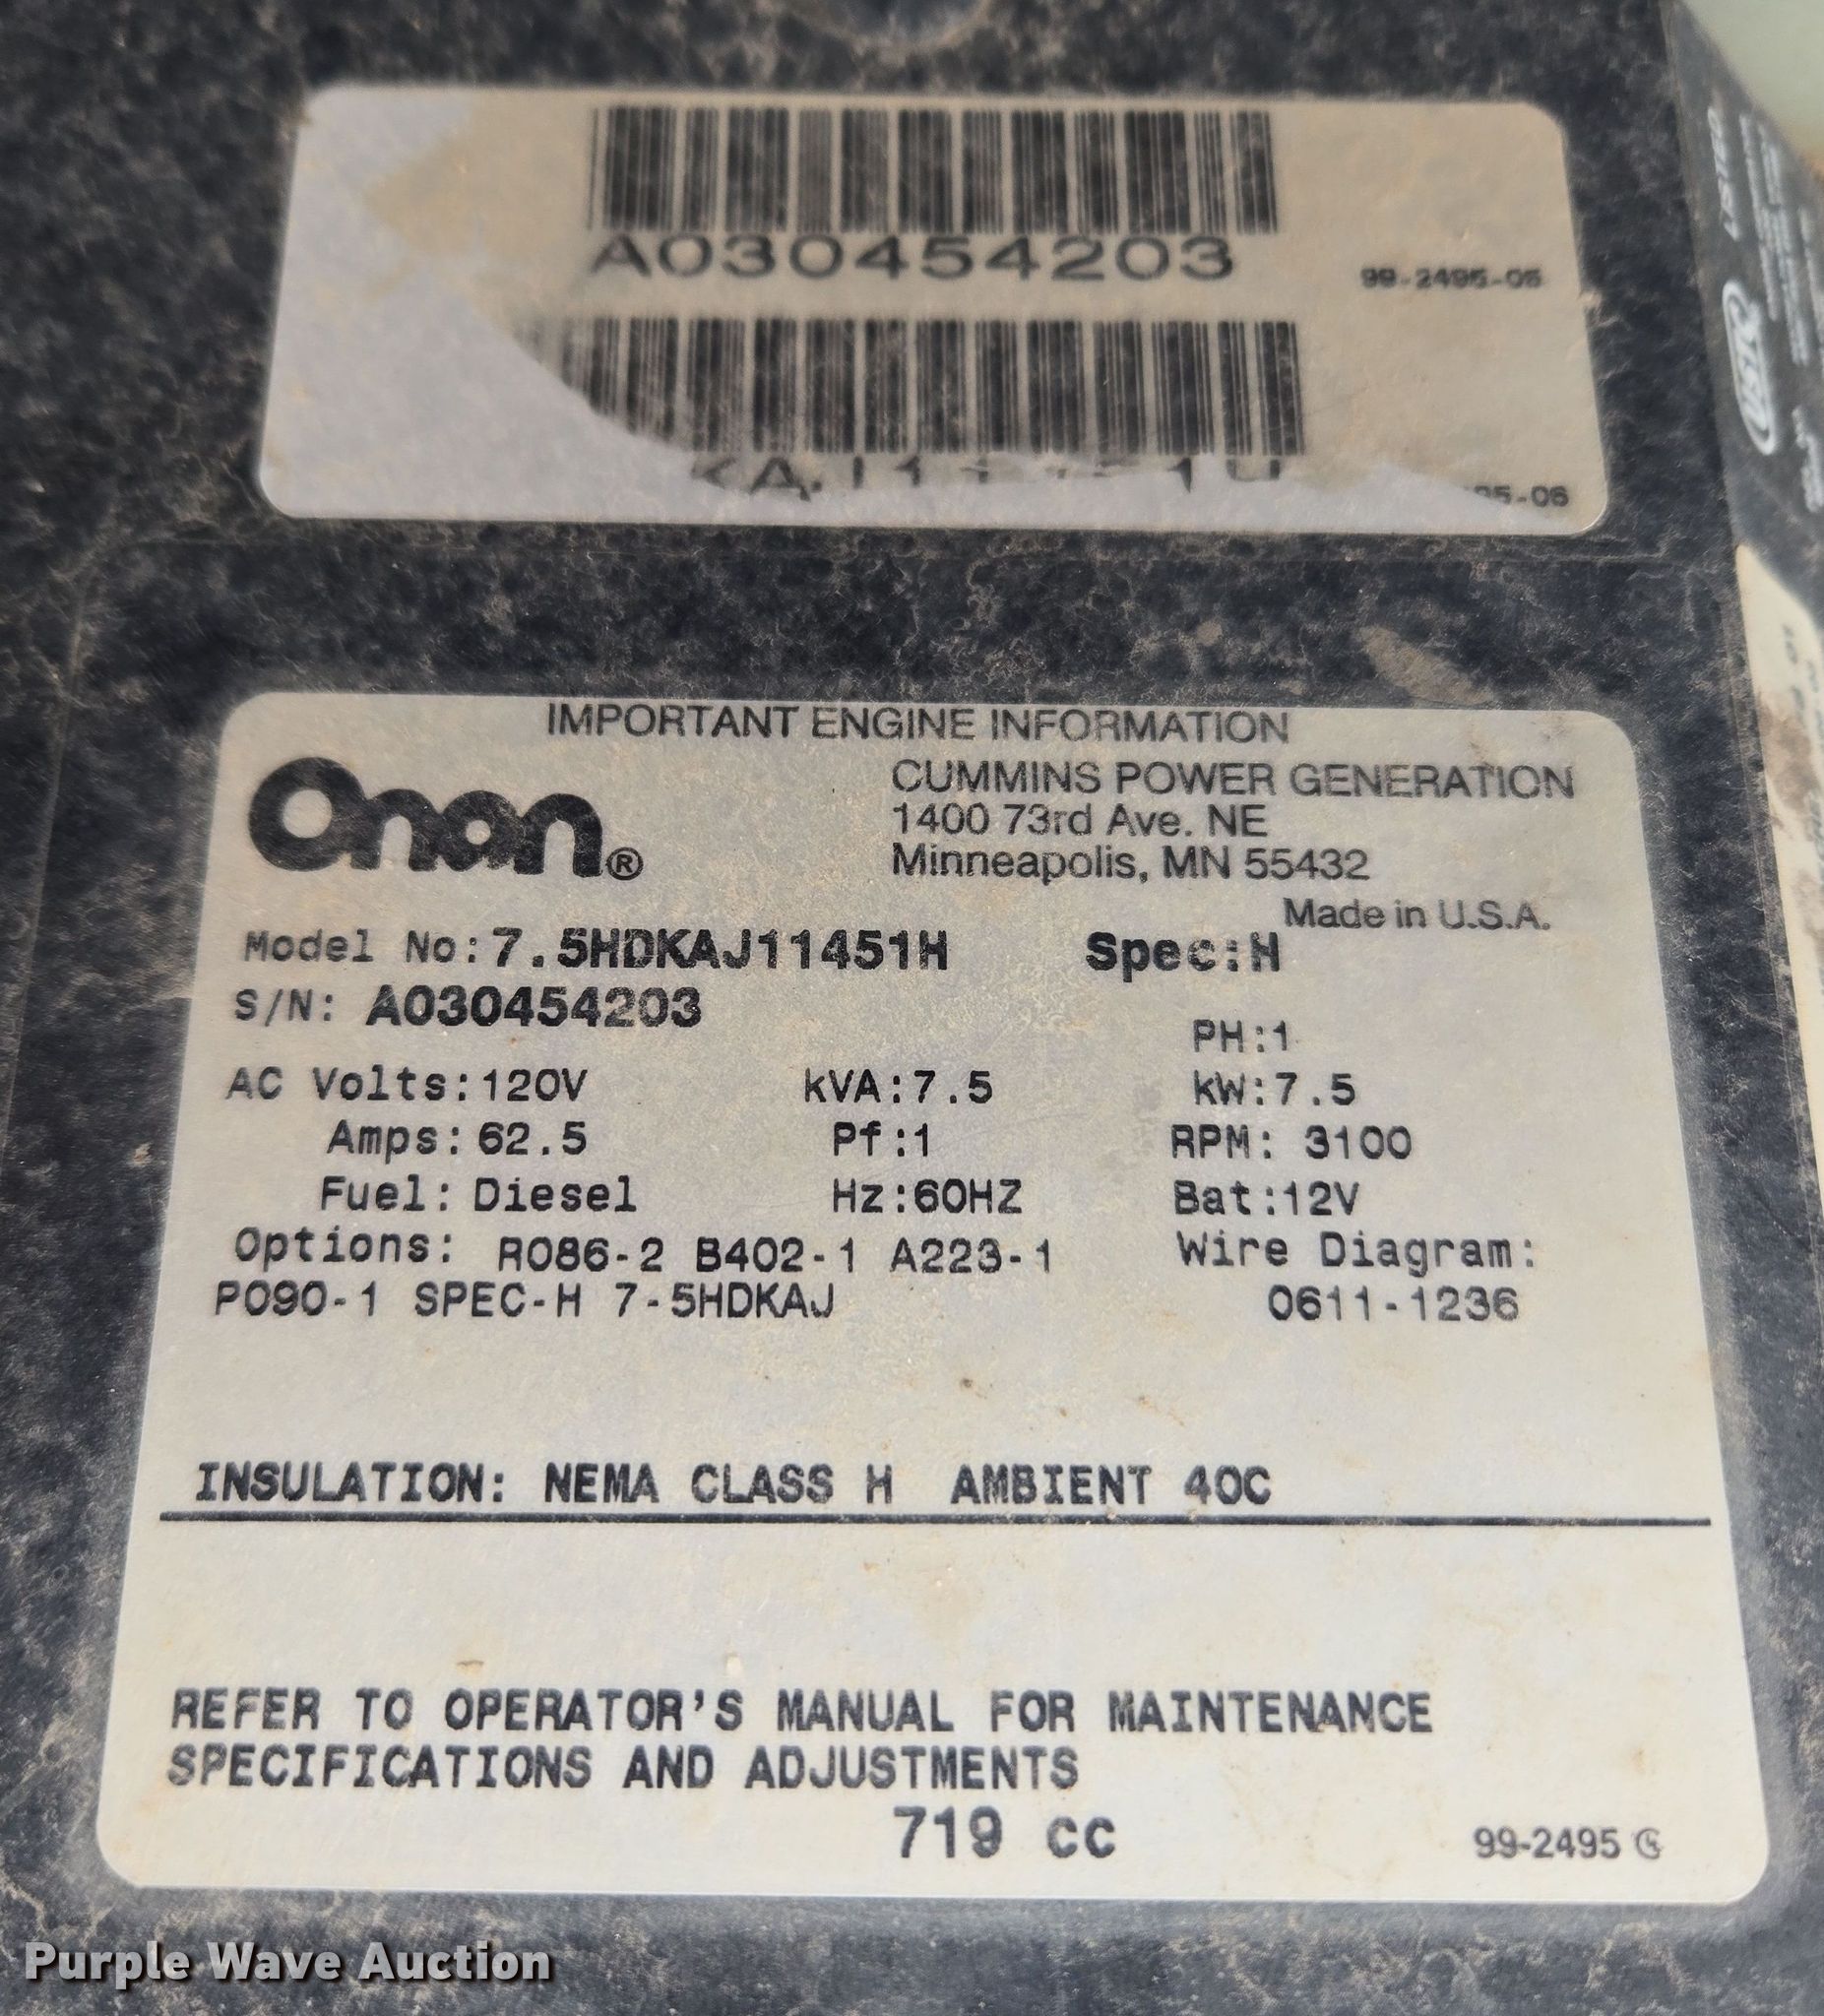 A030454203
99-2495-06
IMPORTANT ENGINE INFORMATION
Onan®
CUMMINS POWER GENERATION
1400 73rd Ave. NE
Minneapolis, MN 55432
Made in U.S.A.
Model No:7.5HDKAJ11451H Spec:H
S/N: A030454203
PH:1
AC Volts:120V kVA:7.5 kW:7.5
Amps:62.5 Pf:1 RPM: 3100
Fuel:Diesel Hz:60HZ Bat:12V
Options: R086-2 B402-1 A223-1 Wire Diagram:
P090-1 SPEC-H 7-5HDKAJ 0611-1236
INSULATION: NEMA CLASS H AMBIENT 40C
REFER TO OPERATOR'S MANUAL FOR MAINTENANCE
SPECIFICATIONS AND ADJUSTMENTS
719 cc
99-2495
Purple Wave Auction